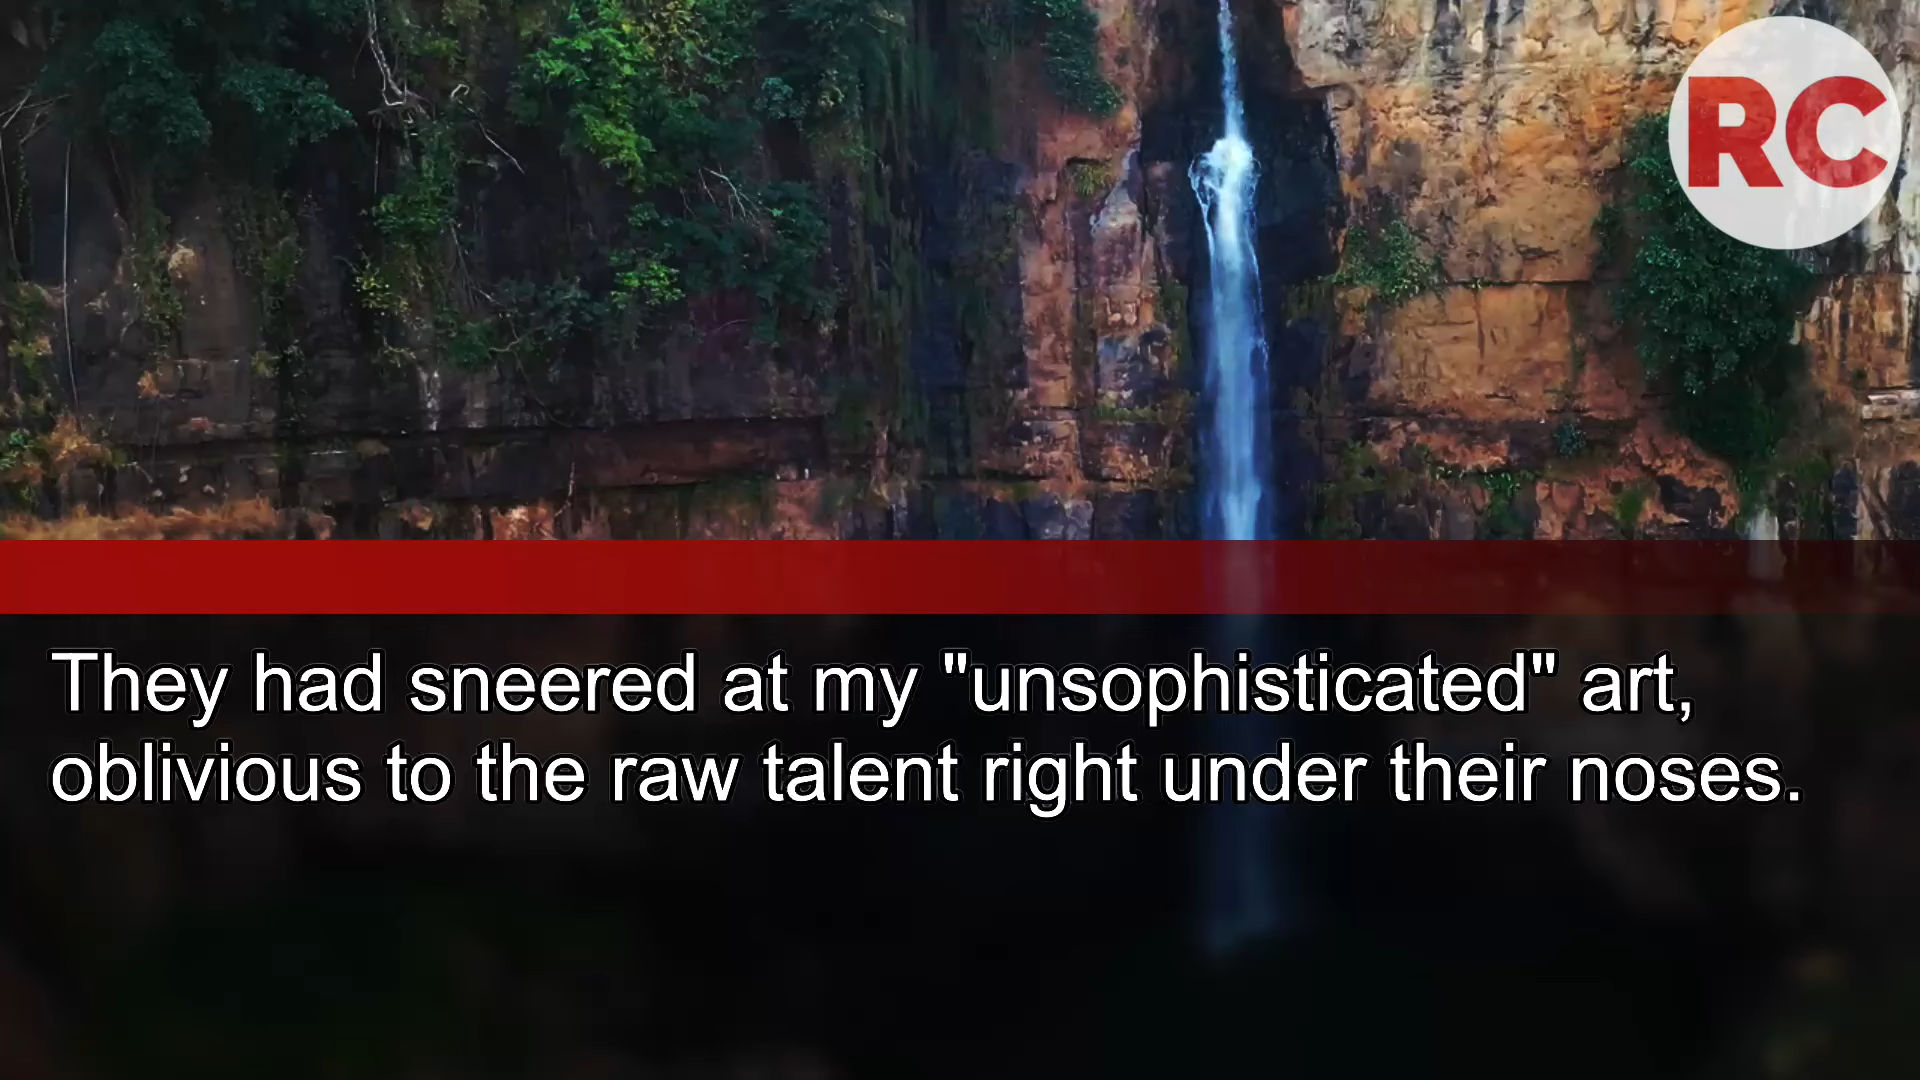 RC
They had sneered at my "unsophisticated" art,
oblivious to the raw talent right under their noses.